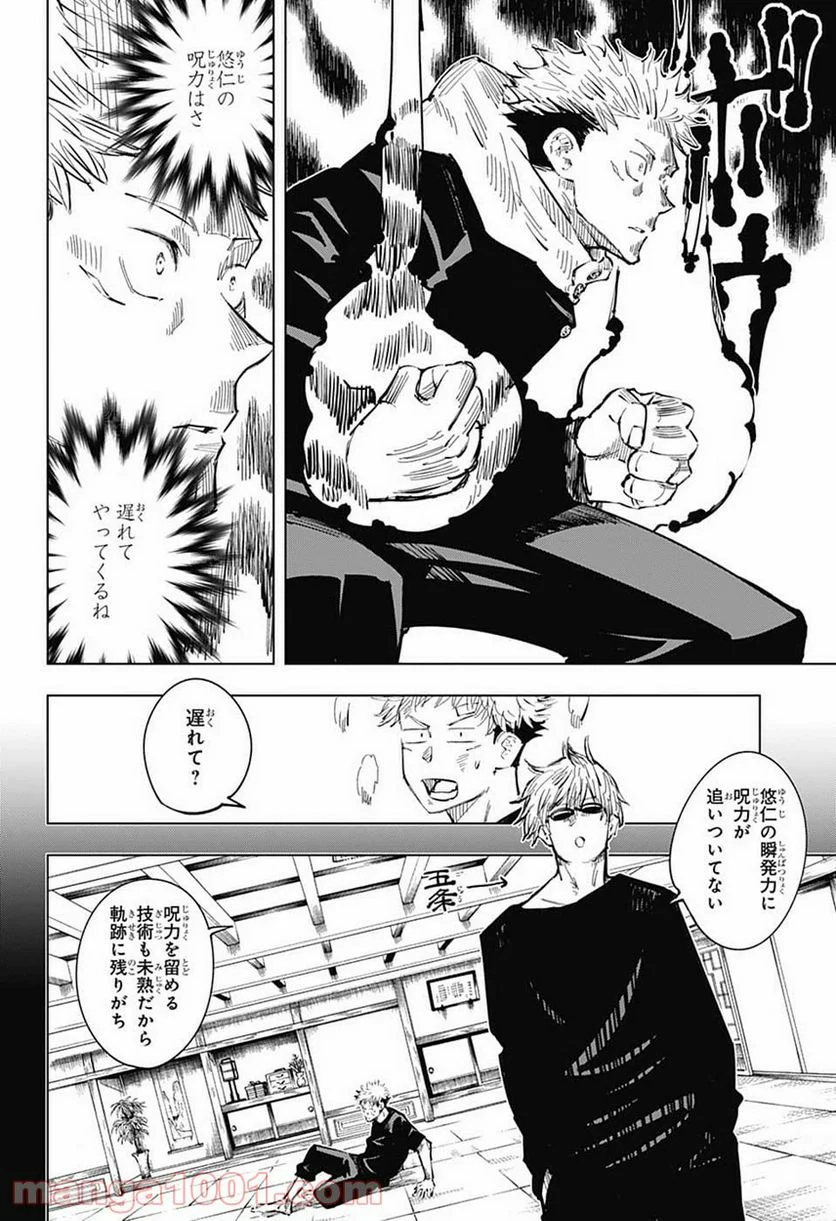 ドウ
悠仁の
呪力はさ
遅れて
やってくるね
遅れて?
悠仁の瞬発力に
呪力が
追いついてない
五条
呪力を留める
技術も未熟だから
軌跡に残りがち
manga1001.com